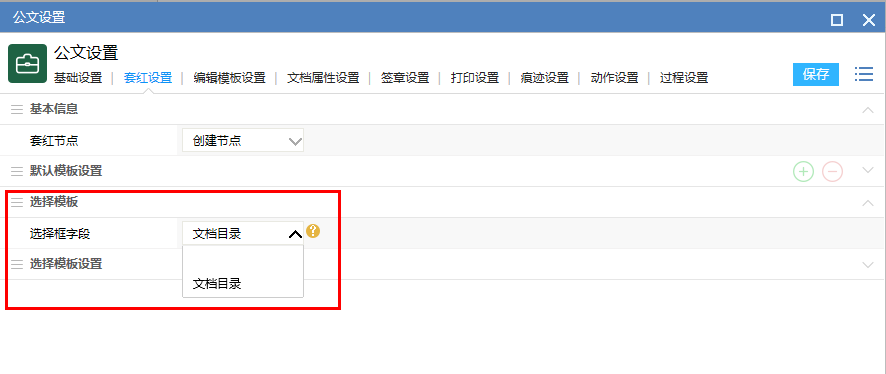 公文设置
公文设置
基础设置 | 套红设置 | 编辑模板设置 | 文档属性设置 | 签章设置 | 打印设置 | 痕迹设置 | 动作设置 | 过程设置
保存
基本信息
套红节点 创建节点
默认模板设置
选择模板
选择框字段 文档目录 ?
选择模板设置
文档目录